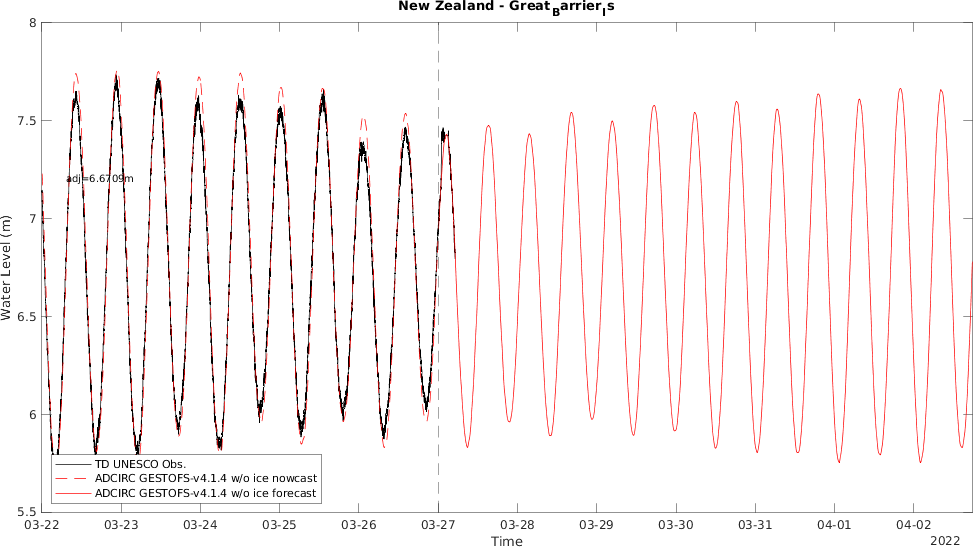 New Zealand - Great_Barrier_Is
8
7.5
7
6.5
6
5.5
Water Level (m)
adj=6.6709m
TD UNESCO Obs.
ADCIRC GESTOFS-v4.1.4 w/o ice nowcast
ADCIRC GESTOFS-v4.1.4 w/o ice forecast
03-22 03-23 03-24 03-25 03-26 03-27 03-28 03-29 03-30 03-31 04-01 04-02
Time
2022